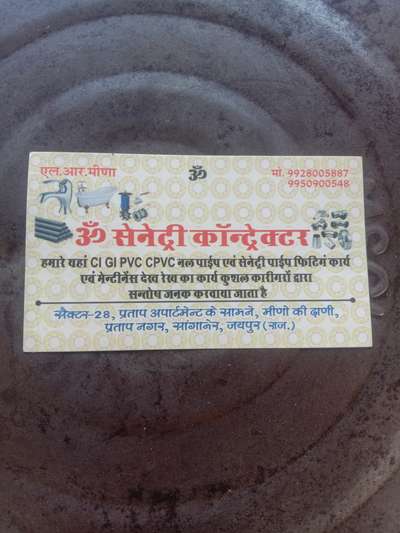 एल.आर.मीणा
ॐ
मो. 9928005887
9950900548
ॐ सेनेट्री कॉन्ट्रेक्टर
हमारे यहां CI GI PVC CPVC नल पाईप एवं सेनेट्री पाईप फिटिंग कार्य
एवं मेन्टीनेंस देख रेख का कार्य कुशल कारीगरों द्वारा
सन्तोष जनक करवाया जाता है
सैक्टर-28, प्रताप अपार्टमेन्ट के सामने, मीणो की ढाणी,
प्रताप नगर, सांगानेर, जयपुर (राज.)